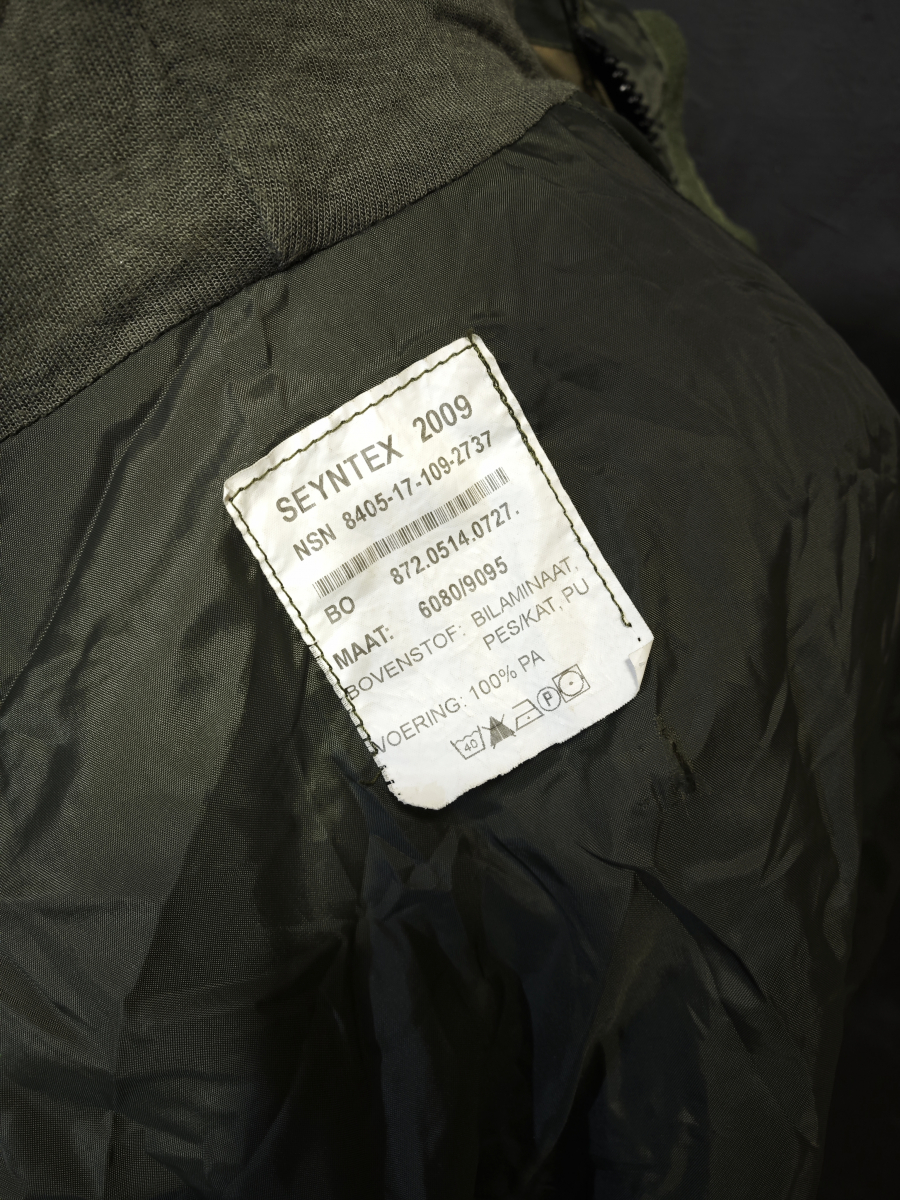 SEYNTEX 2009
NSN 8405-17-109-2737
BO 872.0514.0727.
MAAT: 6080/9095
BOVENSTOF: BILAMINAAT,
PES/KAT, PU
VOERING: 100% PA
40 P